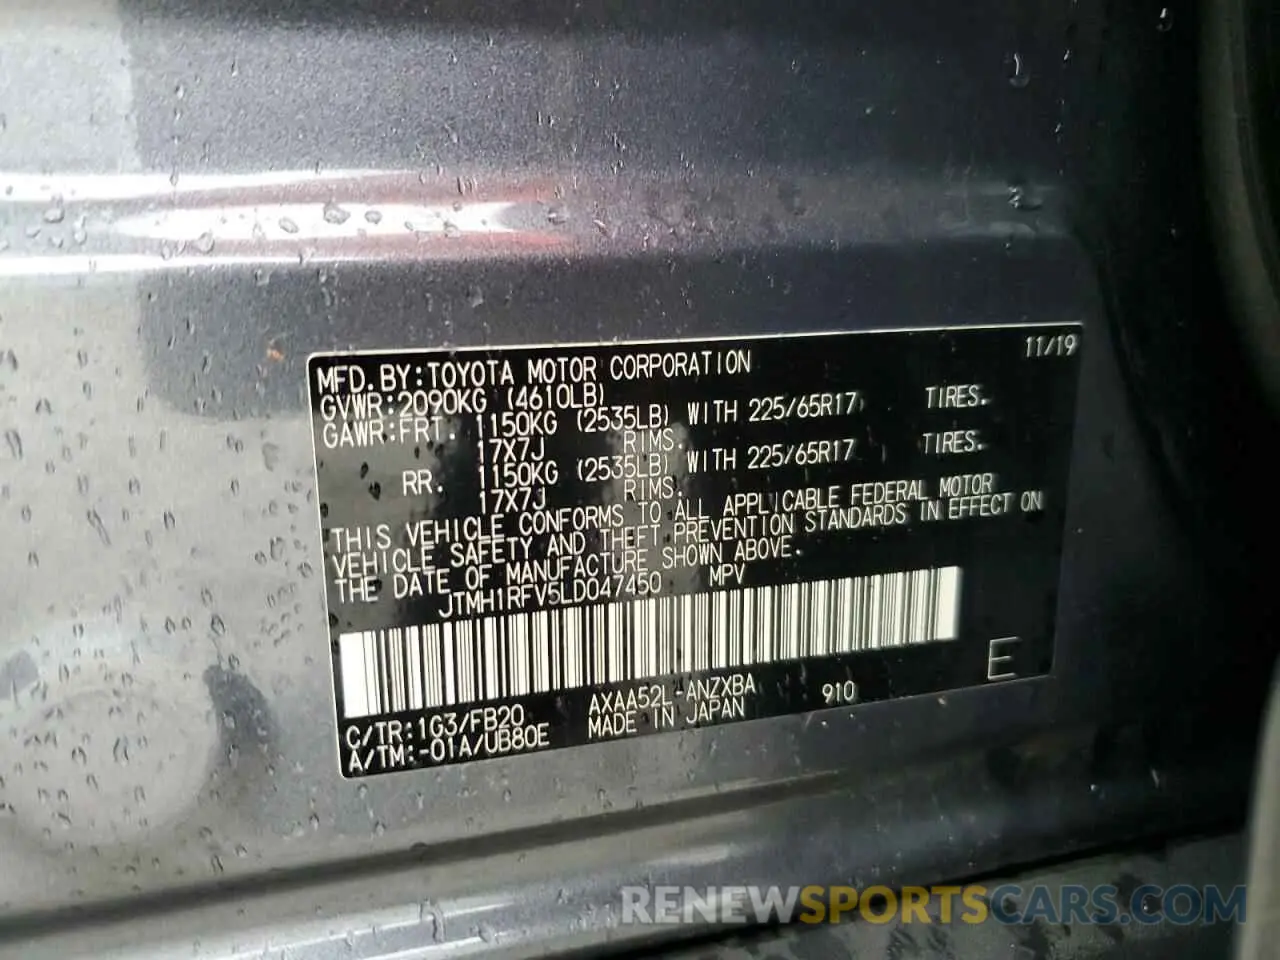 11/19
MFD.BY:TOYOTA MOTOR CORPORATION
GVWR:2090KG (4610LB)
GAWR:FRT. 1150KG (2535LB) WITH 225/65R17 TIRES.
17X7J RIMS.
RR. 1150KG (2535LB) WITH 225/65R17 TIRES.
17X7J RIMS.
THIS VEHICLE CONFORMS TO ALL APPLICABLE FEDERAL MOTOR
VEHICLE SAFETY AND THEFT PREVENTION STANDARDS IN EFFECT ON
THE DATE OF MANUFACTURE SHOWN ABOVE.
JTMH1RFV5LD047450 MPV
E
C/TR:1G3/FB20 AXAA52L-ANZXBA 910
A/TM:-01A/UB80E MADE IN JAPAN
RENEWSPORTSCARS.COM